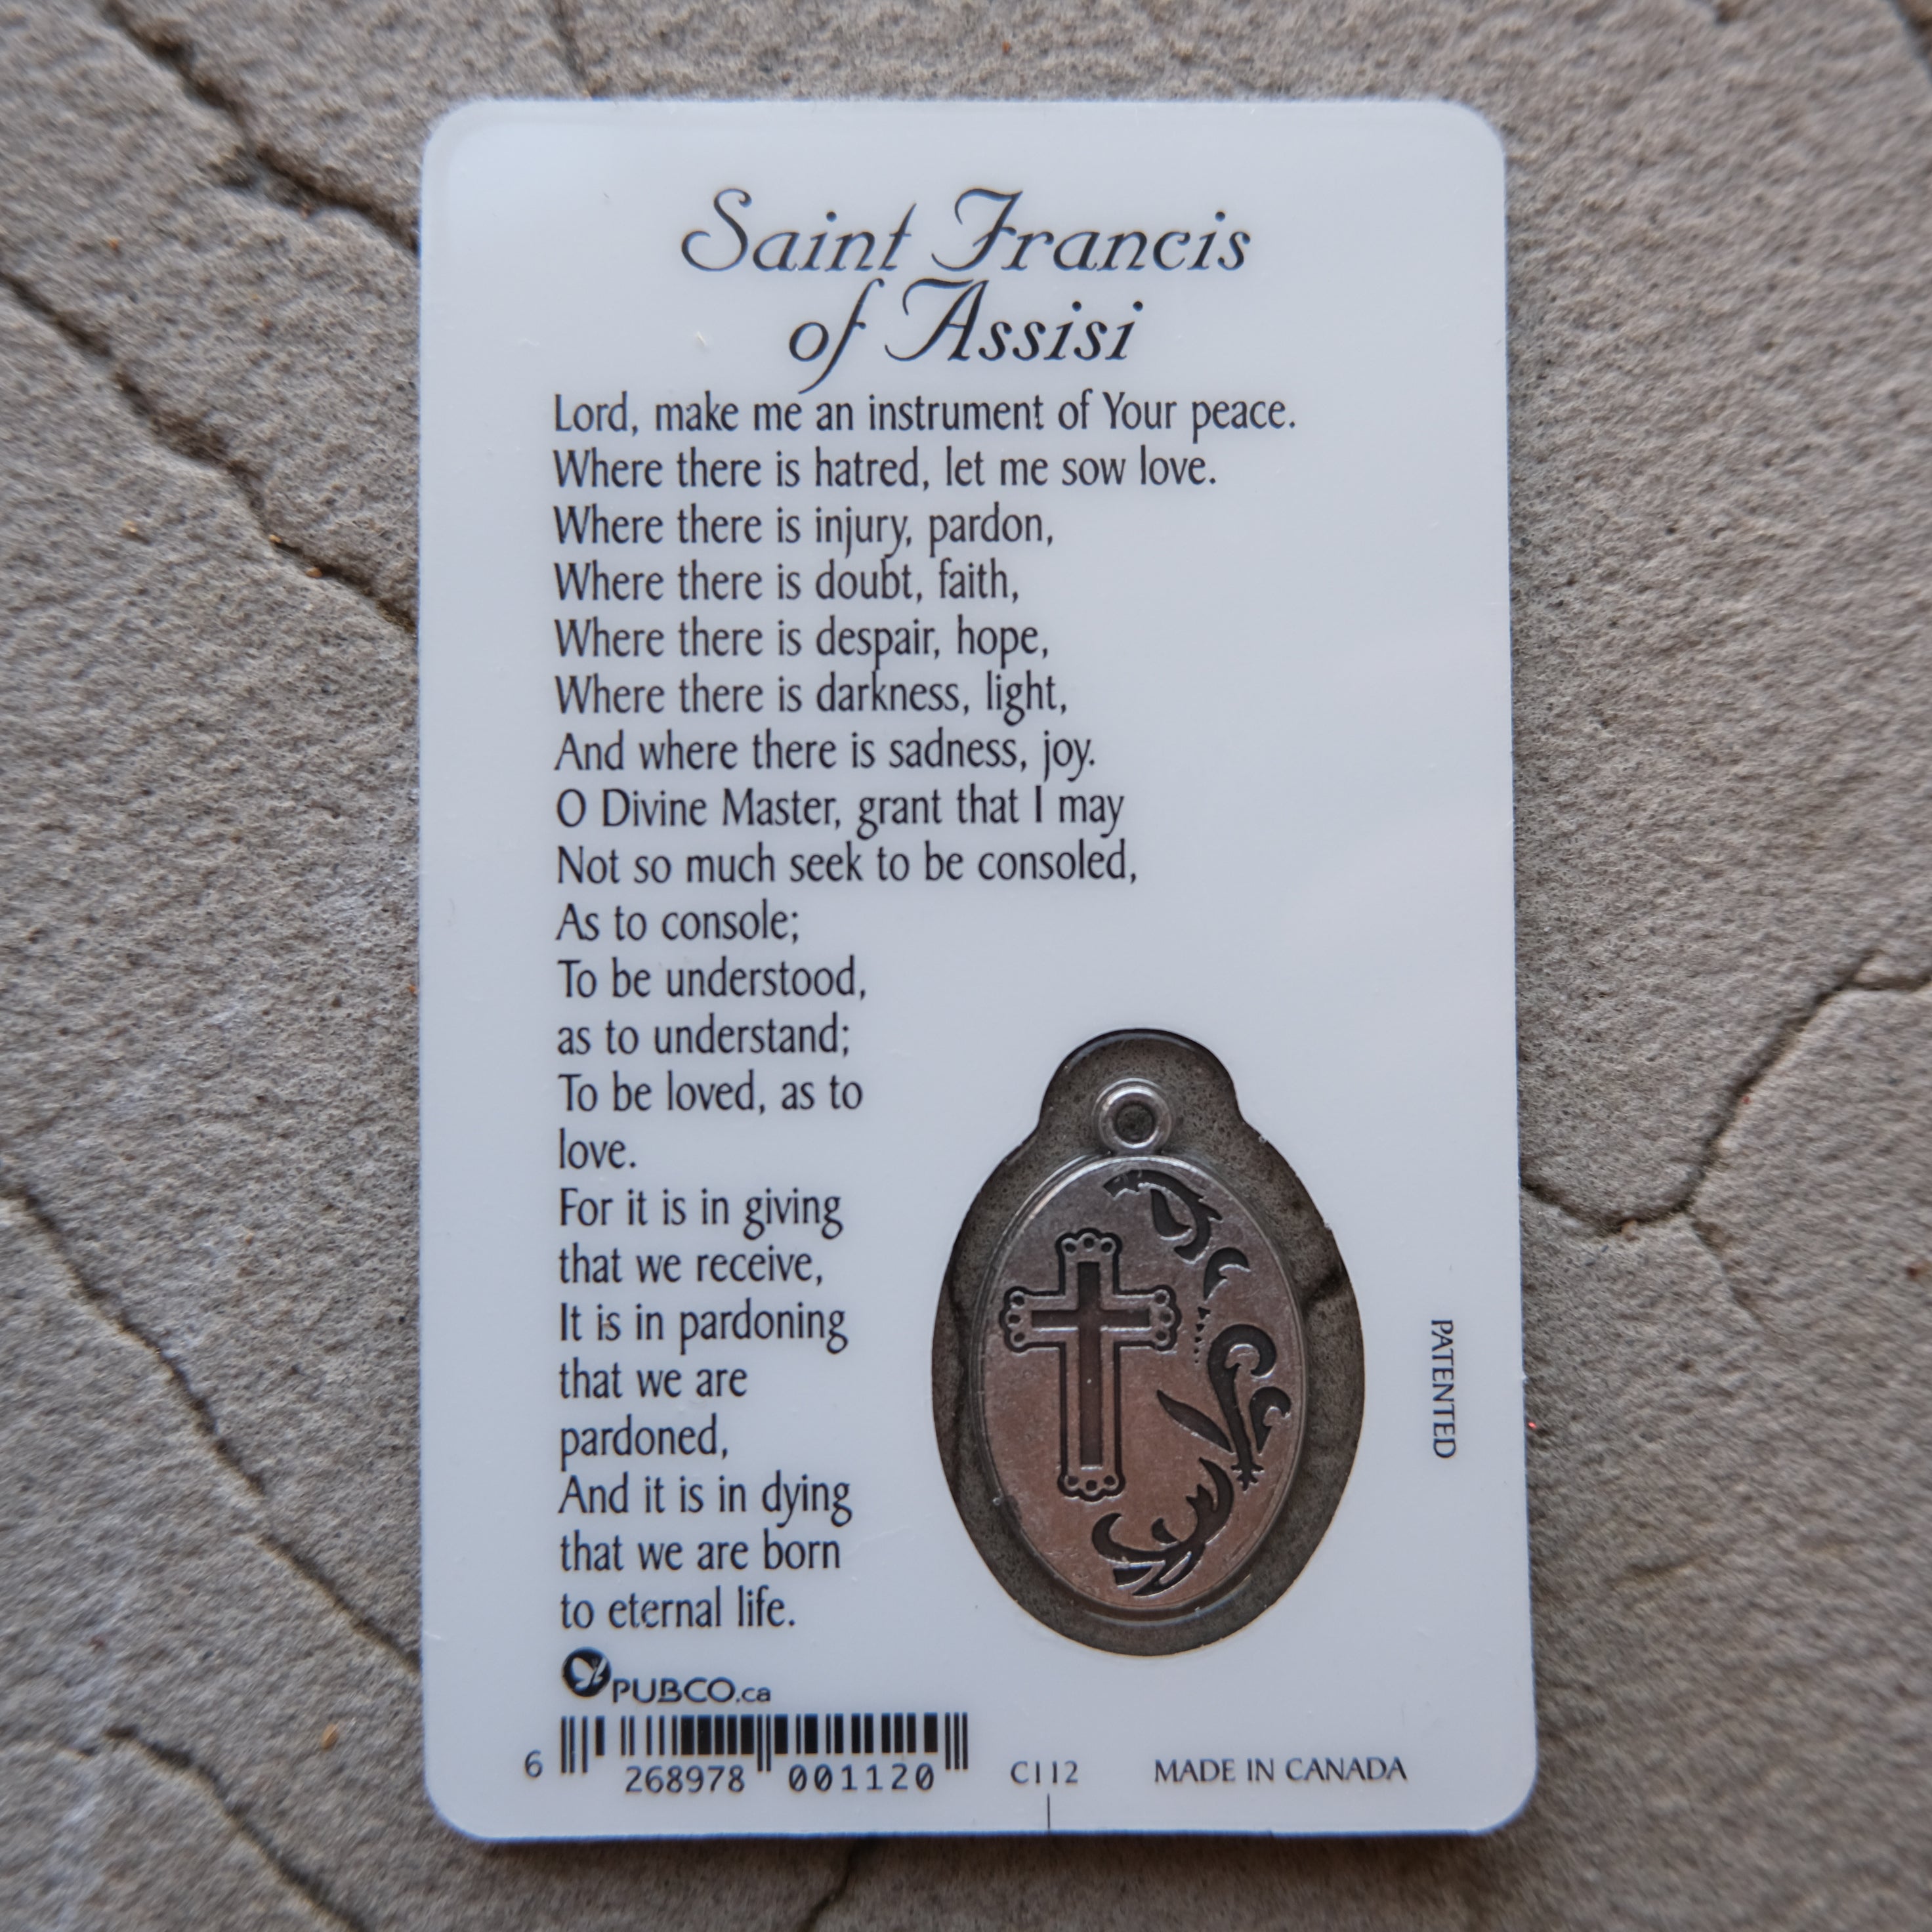 Saint Francis
of Assisi
Lord, make me an instrument of Your peace.
Where there is hatred, let me sow love.
Where there is injury, pardon,
Where there is doubt, faith,
Where there is despair, hope,
Where there is darkness, light,
And where there is sadness, joy.
O Divine Master, grant that I may
Not so much seek to be consoled,
As to console;
To be understood,
as to understand;
To be loved, as to
love.
For it is in giving
that we receive,
It is in pardoning
that we are
pardoned,
And it is in dying
that we are born
to eternal life.
PATENTED
PUBCO.ca
6 268978 001120
C112 MADE IN CANADA